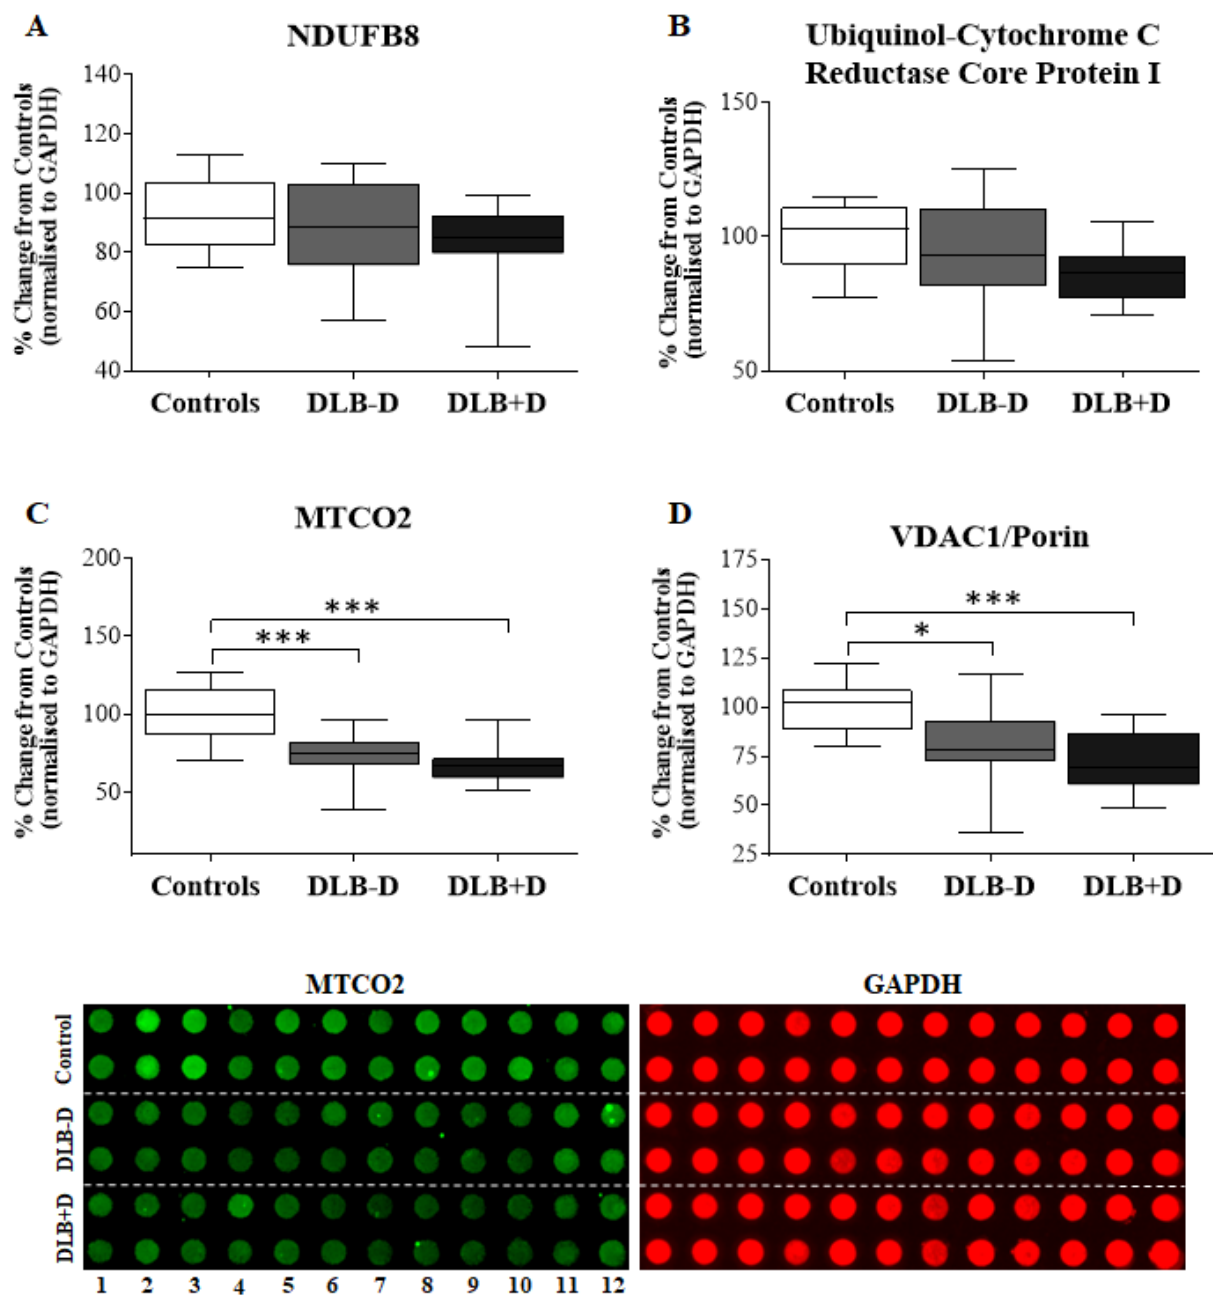 A
NDUFB8
% Change from Controls
(normalised to GAPDH)
140
120
100
80
60
40
Controls
DLB-D
DLB+D
B
Ubiquinol-Cytochrome C
Reductase Core Protein I
% Change from Controls
(normalised to GAPDH)
150
100
50
Controls
DLB-D
DLB+D
C
MTCO2
% Change from Controls
(normalised to GAPDH)
200
150
100
50
***
***
Controls
DLB-D
DLB+D
D
VDAC1/Porin
% Change from Controls
(normalised to GAPDH)
175
150
125
100
75
50
25
***
*
Controls
DLB-D
DLB+D
MTCO2
GAPDH
Control
DLB-D
DLB+D
1 2 3 4 5 6 7 8 9 10 11 12